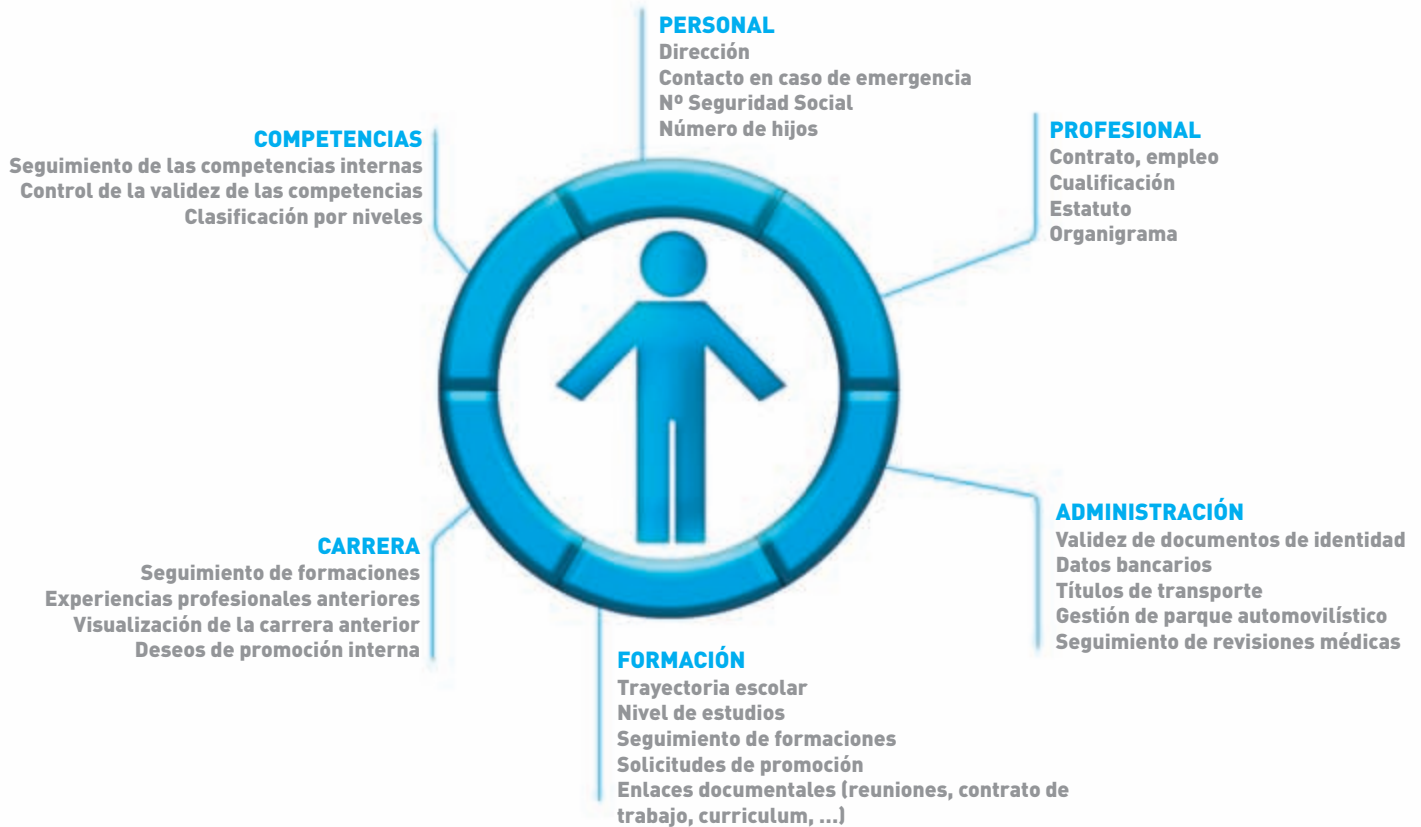 PERSONAL
Dirección
Contacto en caso de emergencia
Nº Seguridad Social
Número de hijos
PROFESIONAL
Contrato, empleo
Cualificación
Estatuto
Organigrama
ADMINISTRACIÓN
Validez de documentos de identidad
Datos bancarios
Títulos de transporte
Gestión de parque automovilístico
Seguimiento de revisiones médicas
FORMACIÓN
Trayectoria escolar
Nivel de estudios
Seguimiento de formaciones
Solicitudes de promoción
Enlaces documentales (reuniones, contrato de
trabajo, curriculum, ...)
CARRERA
Seguimiento de formaciones
Experiencias profesionales anteriores
Visualización de la carrera anterior
Deseos de promoción interna
COMPETENCIAS
Seguimiento de las competencias internas
Control de la validez de las competencias
Clasificación por niveles